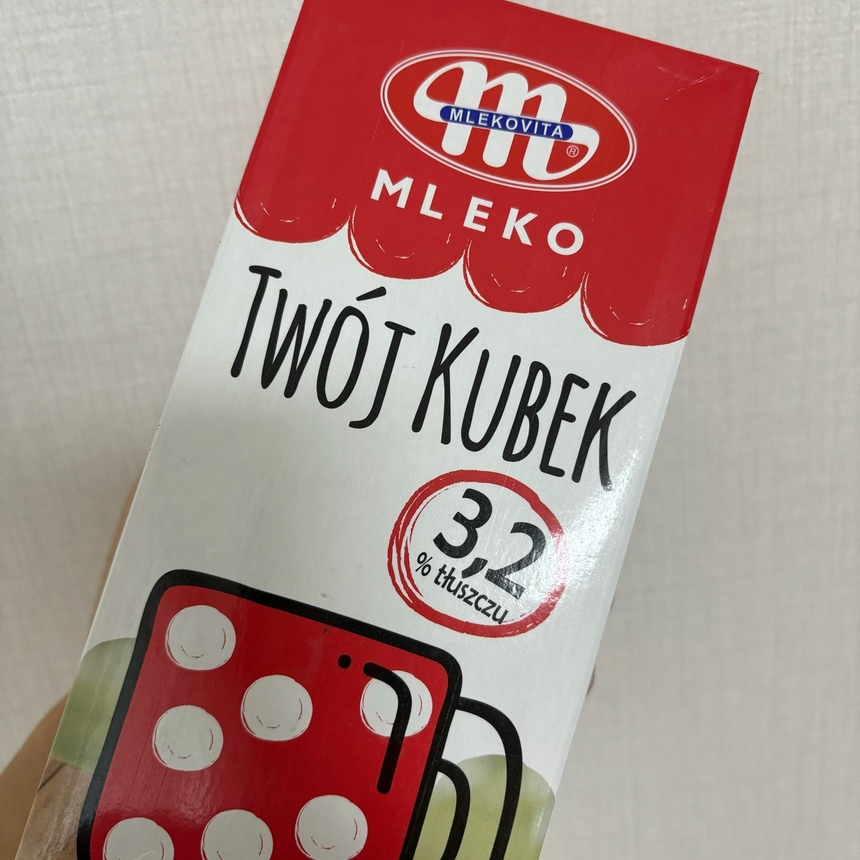 MLEKOVITA
®
MLEKO
TWÓJ KUBEK
3,2
% tłuszczu